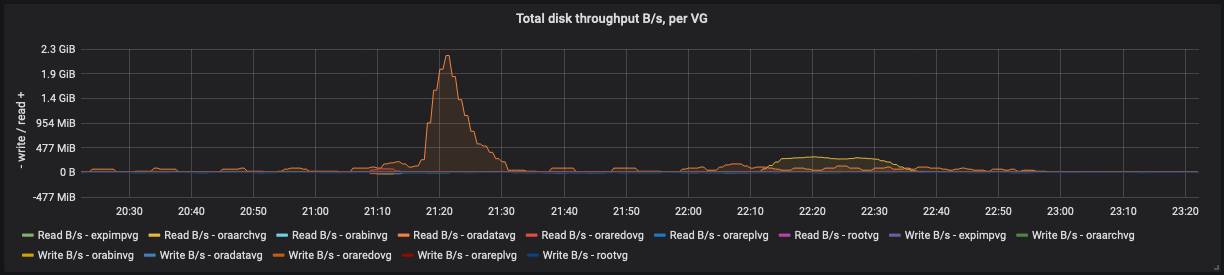 Total disk throughput B/s, per VG
- write / read +
2.3 GiB
1.9 GiB
1.4 GiB
954 MiB
477 MiB
0 B
-477 MiB
20:30 20:40 20:50 21:00 21:10 21:20 21:30 21:40 21:50 22:00 22:10 22:20 22:30 22:40 22:50 23:00 23:10 23:20
Read B/s - expimpvg Read B/s - oraarchvg Read B/s - orabinvg Read B/s - oradatavg Read B/s - oraredovg Read B/s - orareplvg Read B/s - rootvg Write B/s - expimpvg Write B/s - oraarchvg
Write B/s - orabinvg Write B/s - oradatavg Write B/s - oraredovg Write B/s - orareplvg Write B/s - rootvg